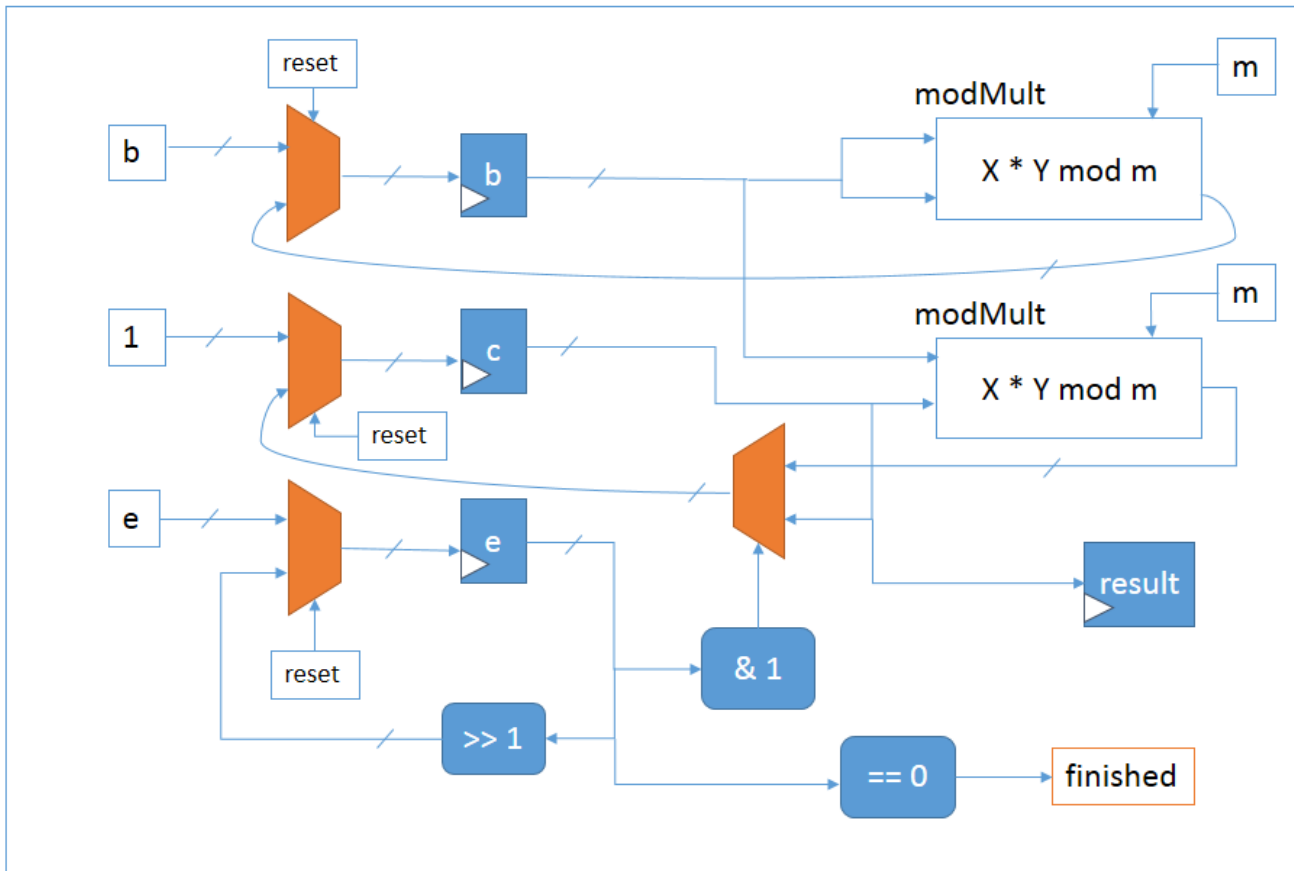 reset
m
modMult
b
b
X * Y mod m
m
modMult
1
c
X * Y mod m
reset
e
e
result
reset
& 1
>> 1
== 0
finished